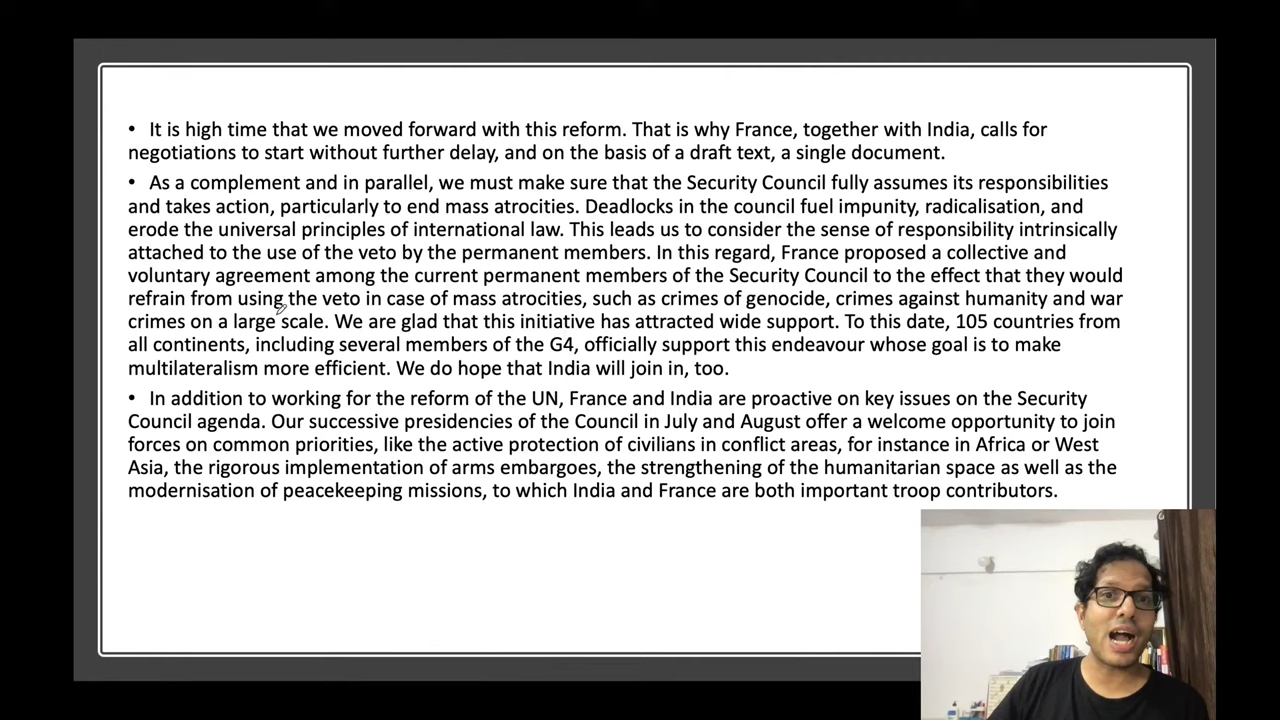 • It is high time that we moved forward with this reform. That is why France, together with India, calls for
negotiations to start without further delay, and on the basis of a draft text, a single document.
• As a complement and in parallel, we must make sure that the Security Council fully assumes its responsibilities
and takes action, particularly to end mass atrocities. Deadlocks in the council fuel impunity, radicalisation, and
erode the universal principles of international law. This leads us to consider the sense of responsibility intrinsically
attached to the use of the veto by the permanent members. In this regard, France proposed a collective and
voluntary agreement among the current permanent members of the Security Council to the effect that they would
refrain from using the veto in case of mass atrocities, such as crimes of genocide, crimes against humanity and war
crimes on a large scale. We are glad that this initiative has attracted wide support. To this date, 105 countries from
all continents, including several members of the G4, officially support this endeavour whose goal is to make
multilateralism more efficient. We do hope that India will join in, too.
• In addition to working for the reform of the UN, France and India are proactive on key issues on the Security
Council agenda. Our successive presidencies of the Council in July and August offer a welcome opportunity to join
forces on common priorities, like the active protection of civilians in conflict areas, for instance in Africa or West
Asia, the rigorous implementation of arms embargoes, the strengthening of the humanitarian space as well as the
modernisation of peacekeeping missions, to which India and France are both important troop contributors.